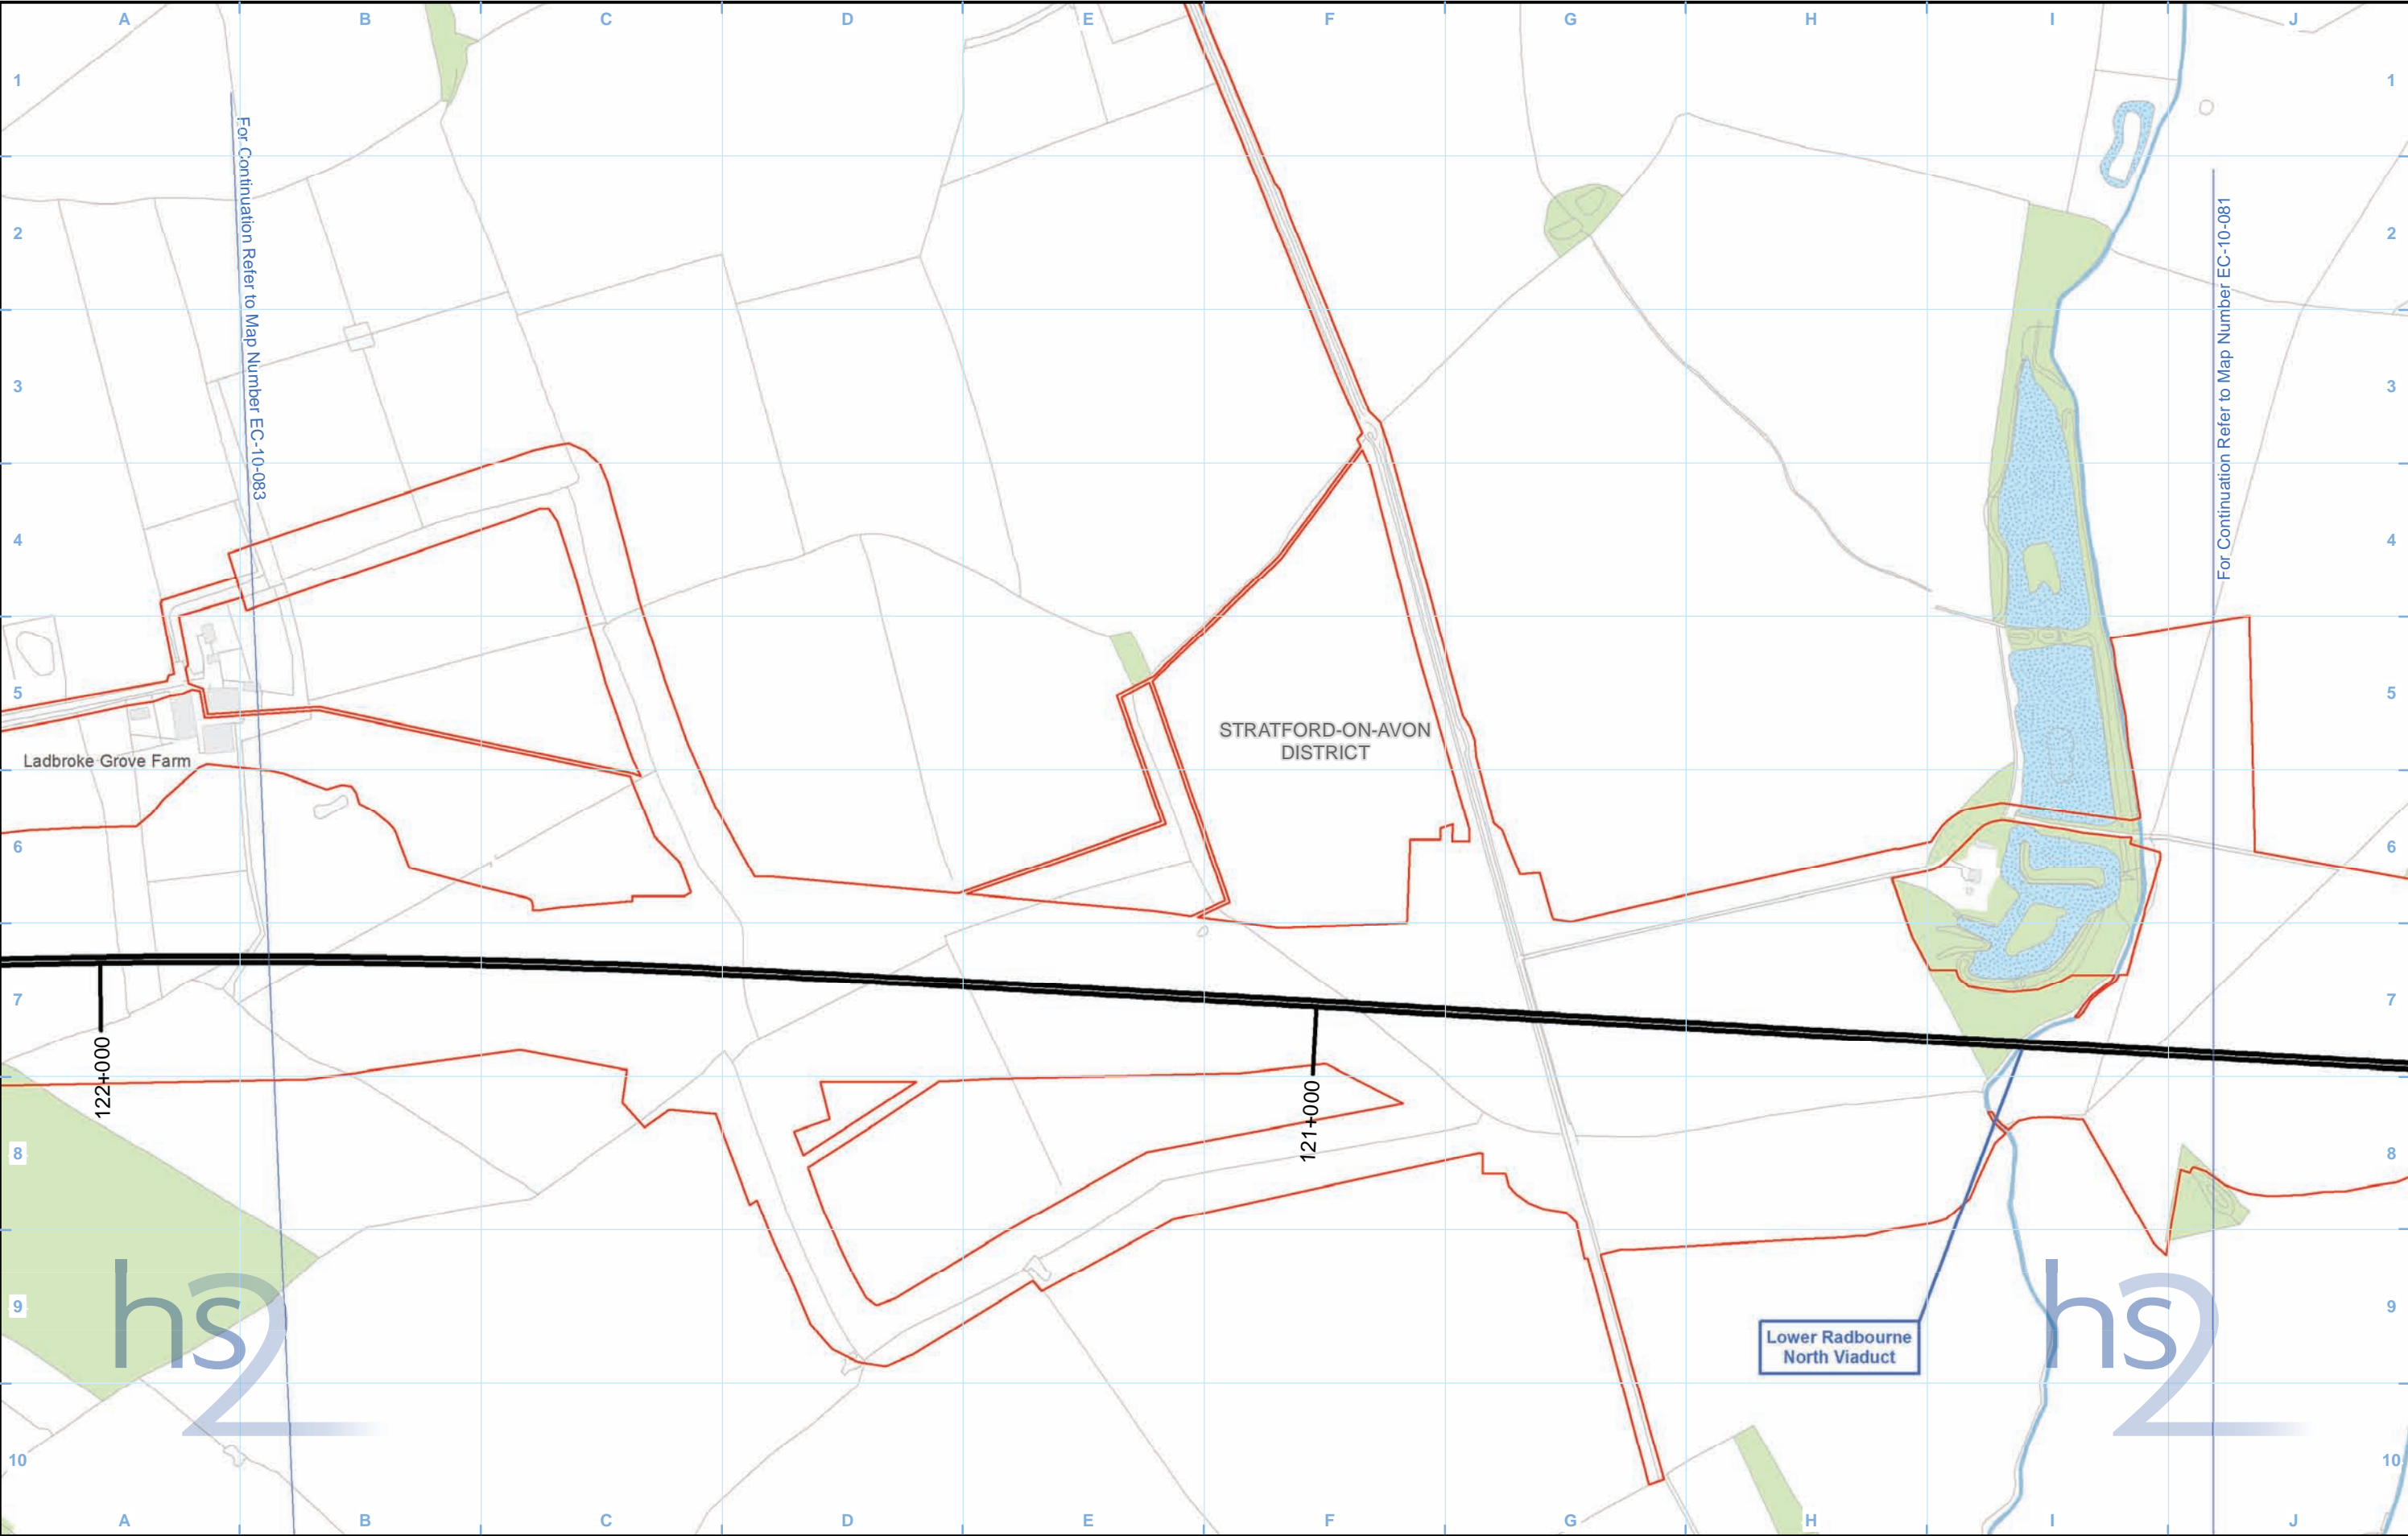 A B C D E F G H I J
1 1
For Continuation Refer to Map Number EC-10-083
For Continuation Refer to Map Number EC-10-081
2 2
3 3
4 4
5 5
STRATFORD-ON-AVON
DISTRICT
Ladbroke Grove Farm
6 6
7 7
122+000
121+000
8 8
9 9
hs2
hs2
Lower Radbourne
North Viaduct
10 10
A B C D E F G H I J